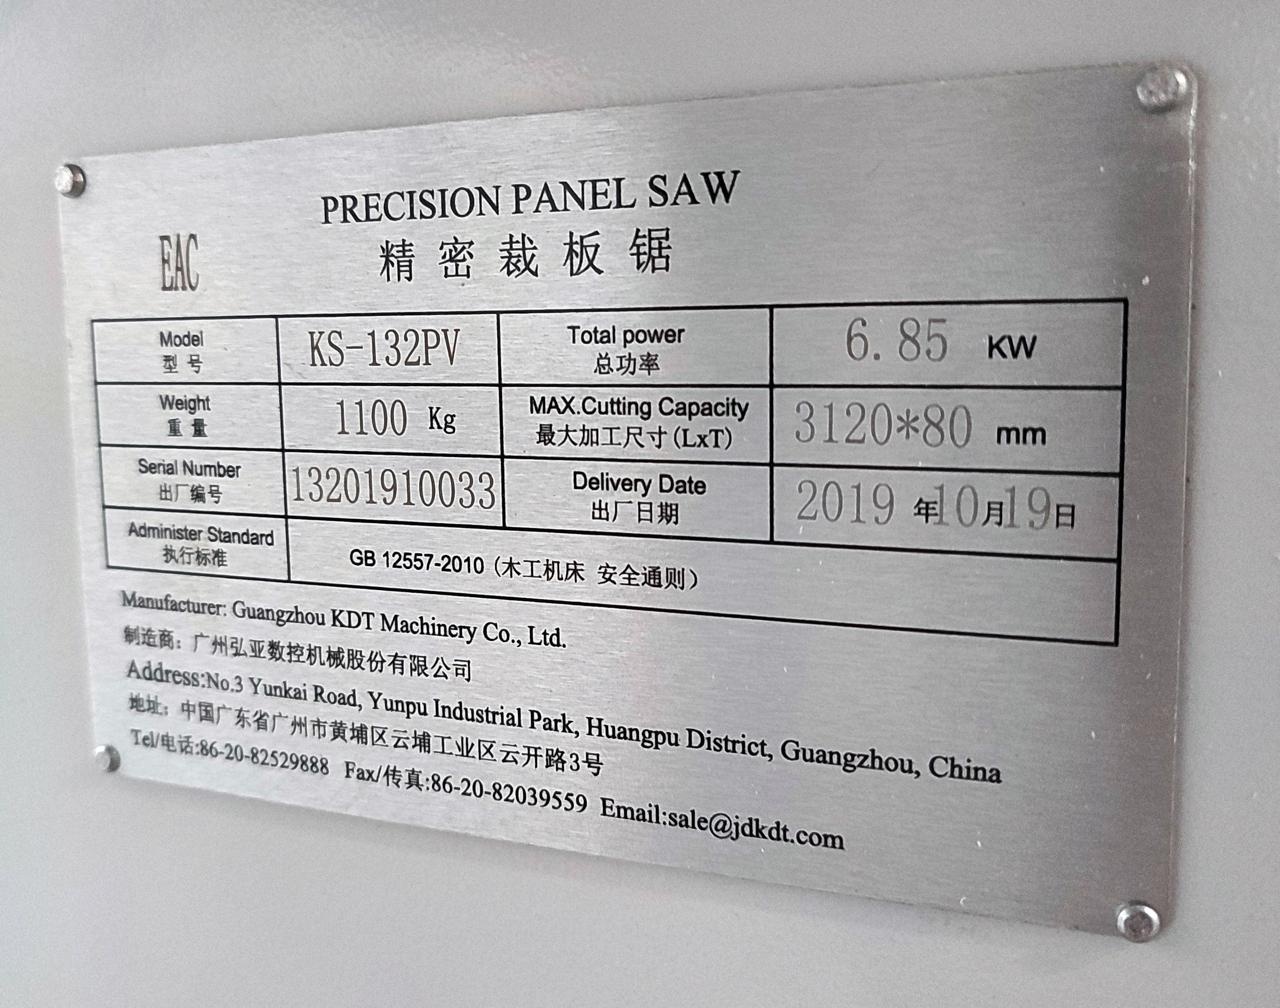 PRECISION PANEL SAW
精密裁板锯
EAC
Model 型号 KS-132PV Total power 总功率 6.85 KW
Weight 重量 1100 Kg MAX.Cutting Capacity 最大加工尺寸(LxT) 3120*80 mm
Serial Number 出厂编号 13201910033 Delivery Date 出厂日期 2019年10月19日
Administer Standard 执行标准 GB 12557-2010（木工机床 安全通则）
Manufacturer: Guangzhou KDT Machinery Co., Ltd.
制造商：广州弘亚数控机械股份有限公司
Address:No.3 Yunkai Road, Yunpu Industrial Park, Huangpu District, Guangzhou, China
地址：中国广东省广州市黄埔区云埔工业区云开路3号
Tel/电话:86-20-82529888 Fax/传真:86-20-82039559 Email:sale@jdkdt.com